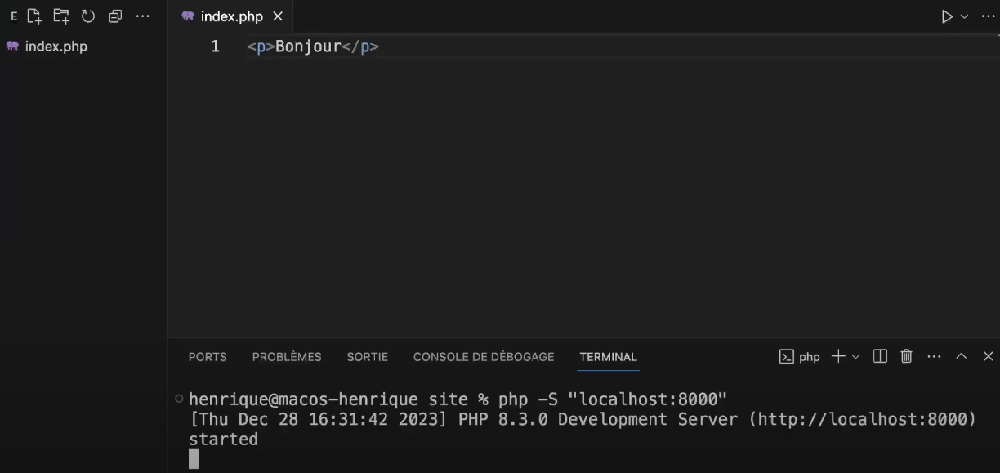 E
index.php
index.php
1 <p>Bonjour</p>
PORTS PROBLÈMES SORTIE CONSOLE DE DÉBOGAGE TERMINAL
php
henrique@macos-henrique site % php -S "localhost:8000"
[Thu Dec 28 16:31:42 2023] PHP 8.3.0 Development Server (http://localhost:8000)
started